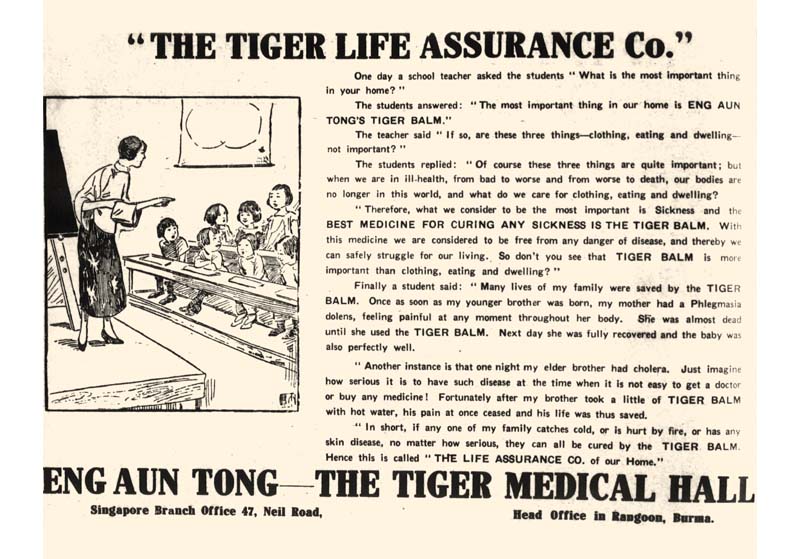 "THE TIGER LIFE ASSURANCE Co."
One day a school teacher asked the students "What is the most important thing
in your home?"
The students answered: "The most important thing in our home is ENG AUN
TONG'S TIGER BALM."
The teacher said "If so, are these three things—clothing, eating and dwelling—
not important?"
The students replied: "Of course these three things are quite important; but
when we are in ill-health, from bad to worse and from worse to death, our bodies are
no longer in this world, and what do we care for clothing, eating and dwelling?
"Therefore, what we consider to be the most important is Sickness and the
BEST MEDICINE FOR CURING ANY SICKNESS IS THE TIGER BALM. With
this medicine we are considered to be free from any danger of disease, and thereby we
can safely struggle for our living. So don't you see that TIGER BALM is more
important than clothing, eating and dwelling?"
Finally a student said: "Many lives of my family were saved by the TIGER
BALM. Once as soon as my younger brother was born, my mother had a Phlegmasia
dolens, feeling painful at any moment throughout her body. She was almost dead
until she used the TIGER BALM. Next day she was fully recovered and the baby was
also perfectly well.
"Another instance is that one night my elder brother had cholera. Just imagine
how serious it is to have such disease at the time when it is not easy to get a doctor
or buy any medicine! Fortunately after my brother took a little of TIGER BALM
with hot water, his pain at once ceased and his life was thus saved.
"In short, if any one of my family catches cold, or is hurt by fire, or has any
skin disease, no matter how serious, they can all be cured by the TIGER BALM.
Hence this is called "THE LIFE ASSURANCE CO. of our Home."
ENG AUN TONG—THE TIGER MEDICAL HALL
Singapore Branch Office 47, Neil Road,
Head Office in Rangoon, Burma.